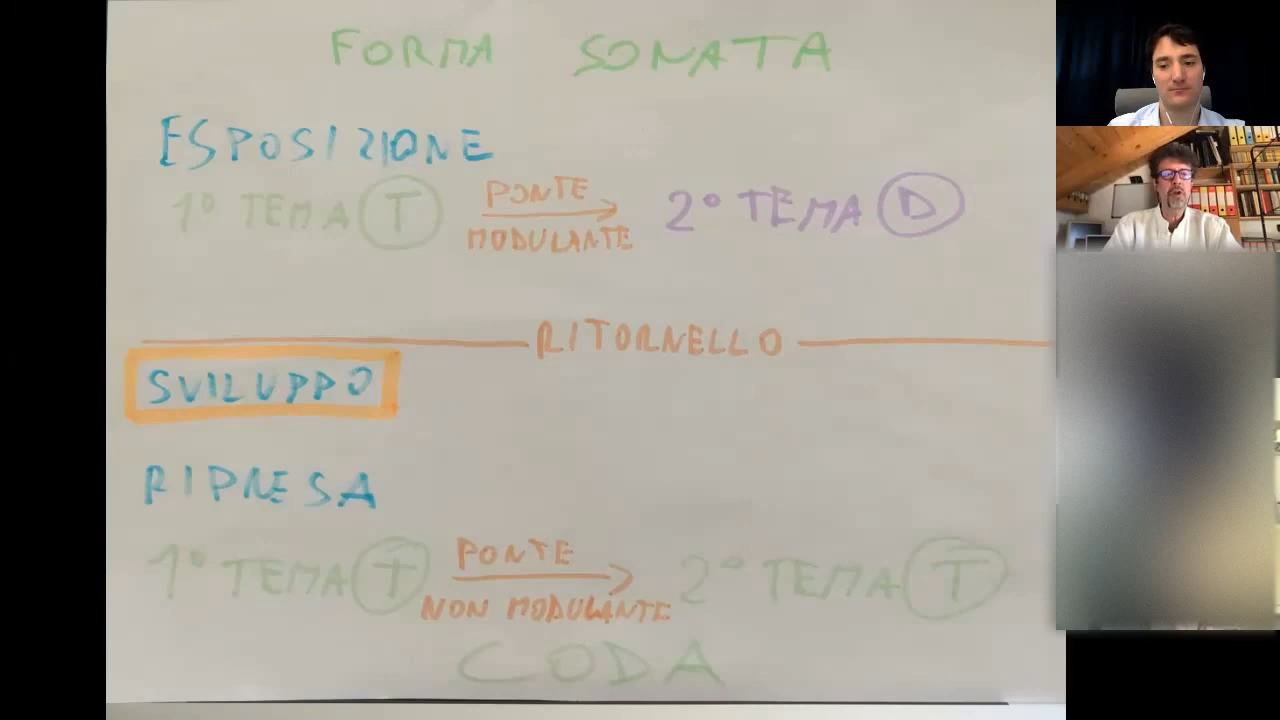 FORMA SONATA
ESPOSIZIONE
1° TEMA T PONTE MODULANTE 2° TEMA D
RITORNELLO
SVILUPPO
RIPRESA
1° TEMA T PONTE NON MODULANTE 2° TEMA T
CODA